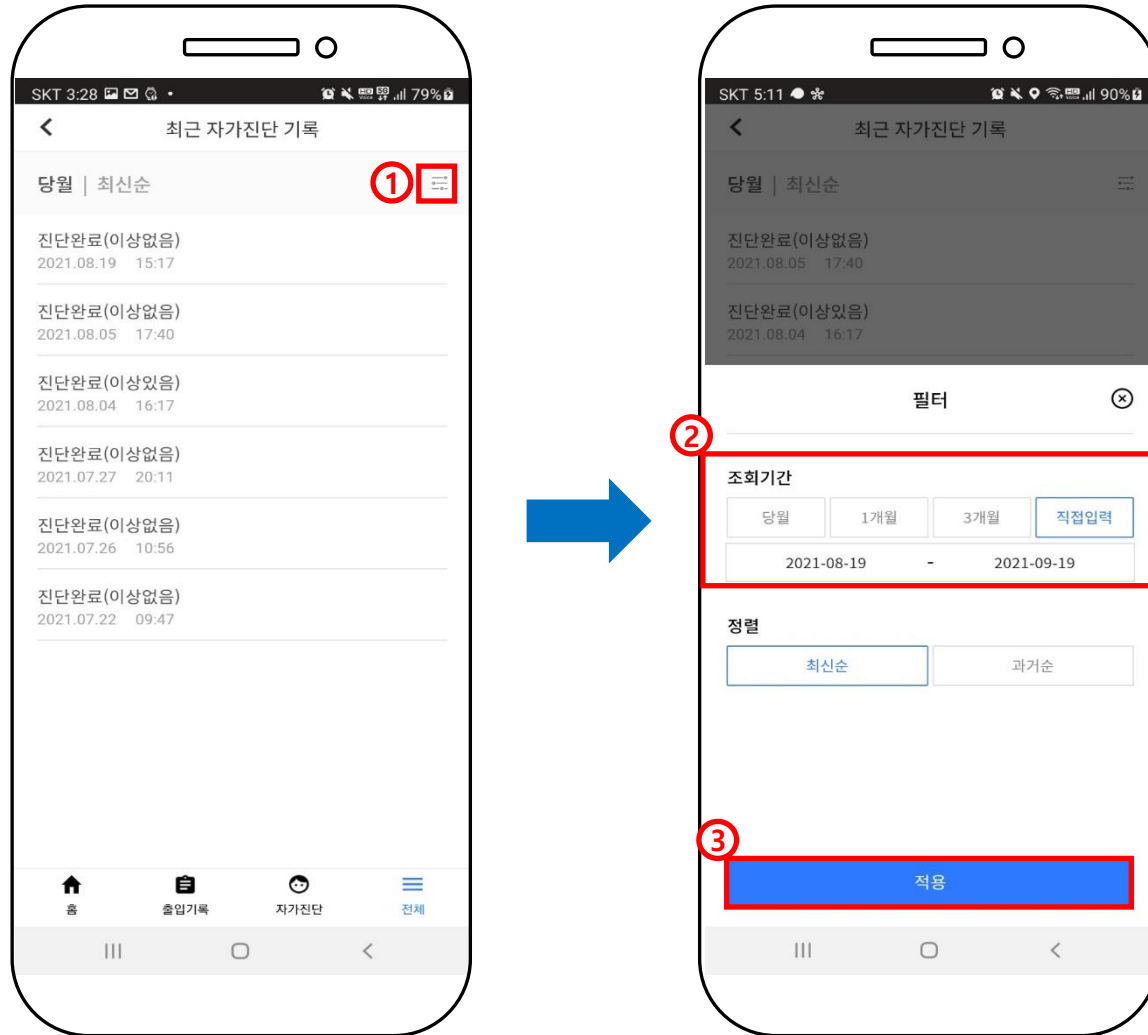 SKT 3:28 79%
최근 자가진단 기록
당월 | 최신순
①
진단완료(이상없음)
2021.08.19 15:17
진단완료(이상없음)
2021.08.05 17:40
진단완료(이상있음)
2021.08.04 16:17
진단완료(이상없음)
2021.07.27 20:11
진단완료(이상없음)
2021.07.26 10:56
진단완료(이상없음)
2021.07.22 09:47
홈 출입기록 자가진단 전체
SKT 5:11 90%
최근 자가진단 기록
당월 | 최신순
진단완료(이상없음)
2021.08.05 17:40
진단완료(이상있음)
2021.08.04 16:17
필터
②
조회기간
당월 1개월 3개월 직접입력
2021-08-19 - 2021-09-19
정렬
최신순 과거순
③
적용